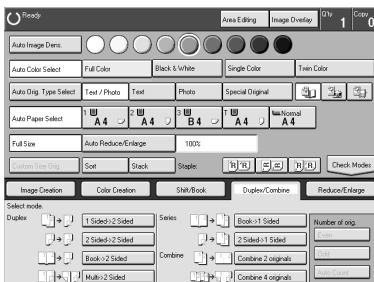 Ready
Area Editing Image Overlay Q'ty 1 Copy 0
Auto Image Dens.
Auto Color Select Full Color Black & White Single Color Twin Color
Auto Orig. Type Select Text / Photo Text Photo Special Original
Auto Paper Select 1 A4 2 A4 3 B4 T A4 Normal A4
Full Size Auto Reduce/Enlarge 100%
Custom Size Orig. Sort Stack Staple: Check Modes
Image Creation Color Creation Shift/Book Duplex/Combine Reduce/Enlarge
Select mode.
Duplex 1 Sided->2 Sided Series Book->1 Sided Number of orig.
2 Sided->2 Sided 2 Sided->1 Sided Even
Book->2 Sided Combine Combine 2 originals Odd
Multi->2 Sided Combine 4 originals Auto Count